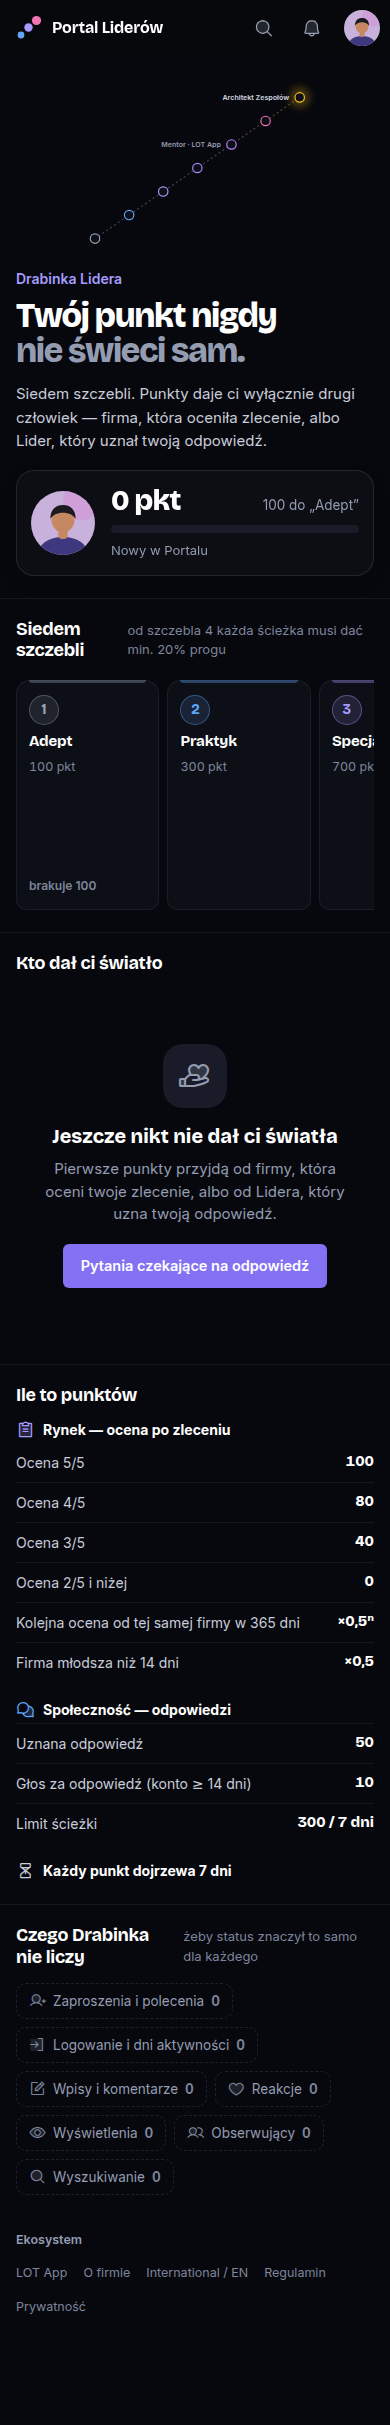 Portal Liderów
Architekt Zespołów
Mentor · LOT App
Drabinka Lidera
Twój punkt nigdy
nie świeci sam.
Siedem szczebli. Punkty daje ci wyłącznie drugi
człowiek — firma, która oceniła zlecenie, albo
Lider, który uznał twoją odpowiedź.
0 pkt
100 do „Adept”
Nowy w Portalu
Siedem
szczebli
od szczebla 4 każda ścieżka musi dać
min. 20% progu
1
Adept
100 pkt
brakuje 100
2
Praktyk
300 pkt
3
Specja
700 pk
Kto dał ci światło
Jeszcze nikt nie dał ci światła
Pierwsze punkty przyjdą od firmy, która
oceni twoje zlecenie, albo od Lidera, który
uzna twoją odpowiedź.
Pytania czekające na odpowiedź
Ile to punktów
Rynek — ocena po zleceniu
Ocena 5/5 100
Ocena 4/5 80
Ocena 3/5 40
Ocena 2/5 i niżej 0
Kolejna ocena od tej samej firmy w 365 dni ×0,5ⁿ
Firma młodsza niż 14 dni ×0,5
Społeczność — odpowiedzi
Uznana odpowiedź 50
Głos za odpowiedź (konto ≥ 14 dni) 10
Limit ścieżki 300 / 7 dni
Każdy punkt dojrzewa 7 dni
Czego Drabinka
nie liczy
żeby status znaczył to samo
dla każdego
Zaproszenia i polecenia 0
Logowanie i dni aktywności 0
Wpisy i komentarze 0
Reakcje 0
Wyświetlenia 0
Obserwujący 0
Wyszukiwanie 0
Ekosystem
LOT App O firmie International / EN Regulamin
Prywatność